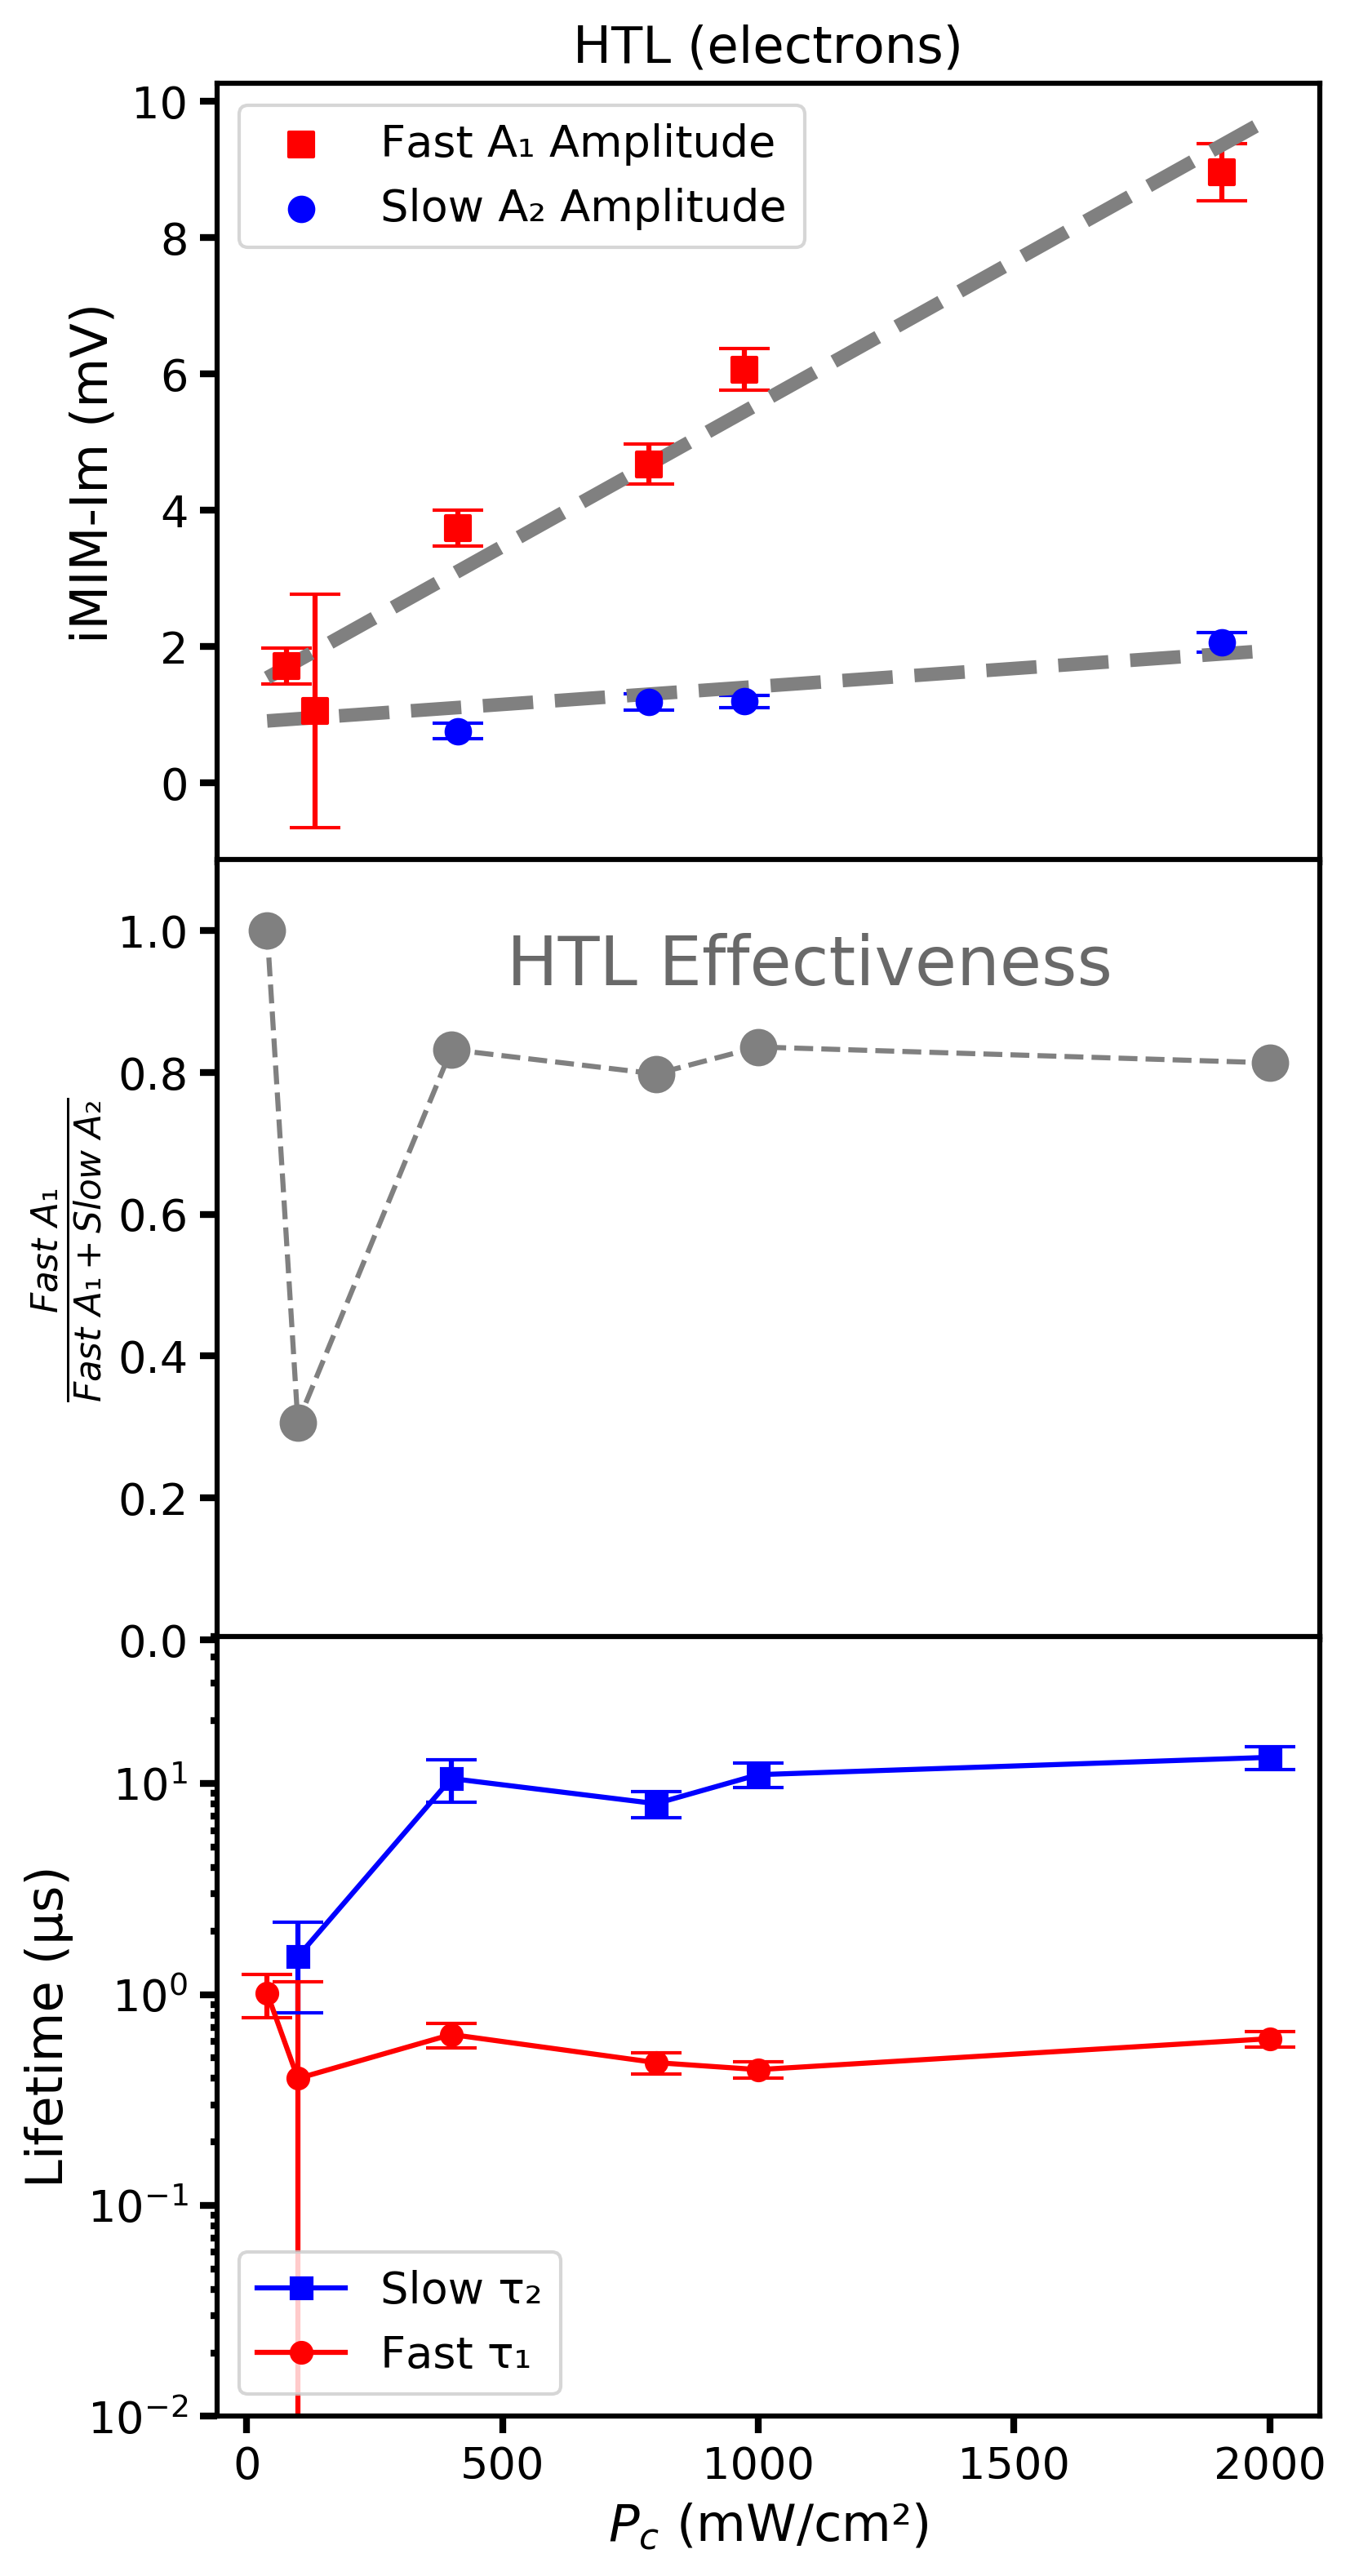 HTL (electrons)
10
8
6
4
2
0
iMIM-Im (mV)
Fast A₁ Amplitude
Slow A₂ Amplitude
HTL Effectiveness
1.0
0.8
0.6
0.4
0.2
0.0
Fast A₁
Fast A₁ + Slow A₂
10¹
10⁰
10⁻¹
10⁻²
Lifetime (μs)
Slow τ₂
Fast τ₁
0 500 1000 1500 2000
P_c (mW/cm²)